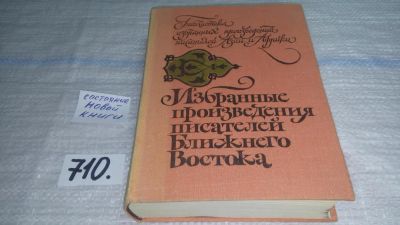 Библиотека
избранных произведений
писателей Азии и Африки
Избранные
произведения
писателей
Ближнего
Востока
состояние
новой
книги
710.